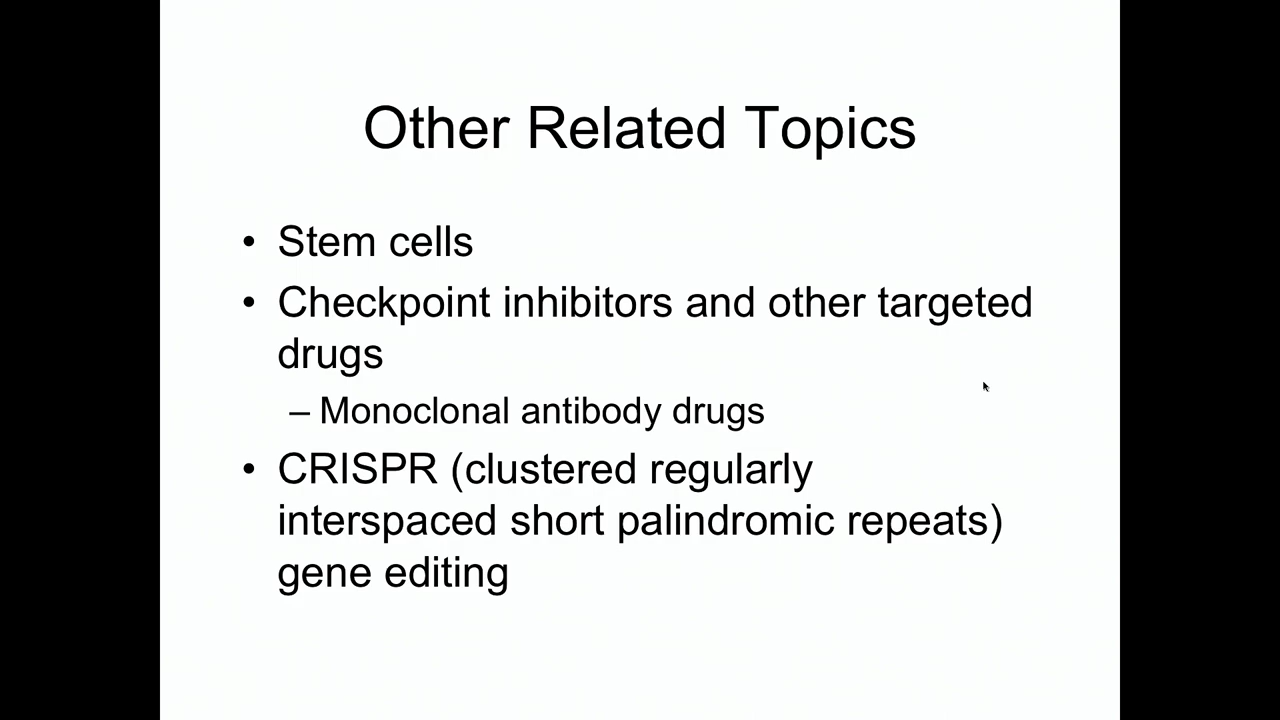 Other Related Topics
• Stem cells
• Checkpoint inhibitors and other targeted
drugs
– Monoclonal antibody drugs
• CRISPR (clustered regularly
interspaced short palindromic repeats)
gene editing